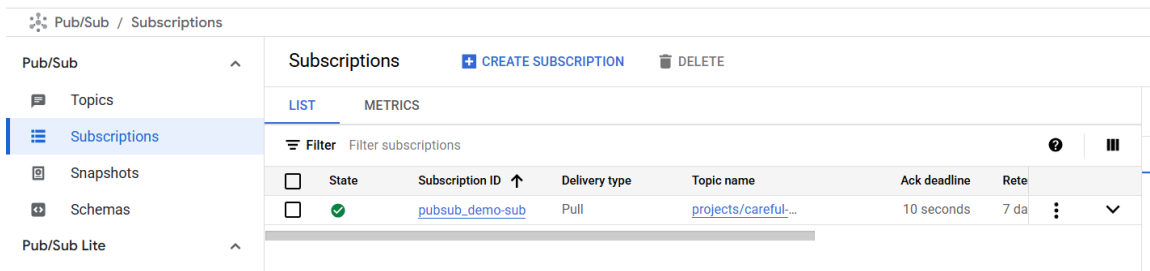 Pub/Sub / Subscriptions
Pub/Sub
Topics
Subscriptions
Snapshots
Schemas
Pub/Sub Lite
Subscriptions CREATE SUBSCRIPTION DELETE
LIST METRICS
Filter Filter subscriptions
State Subscription ID Delivery type Topic name Ack deadline Rete
pubsub_demo-sub Pull projects/careful-... 10 seconds 7 da